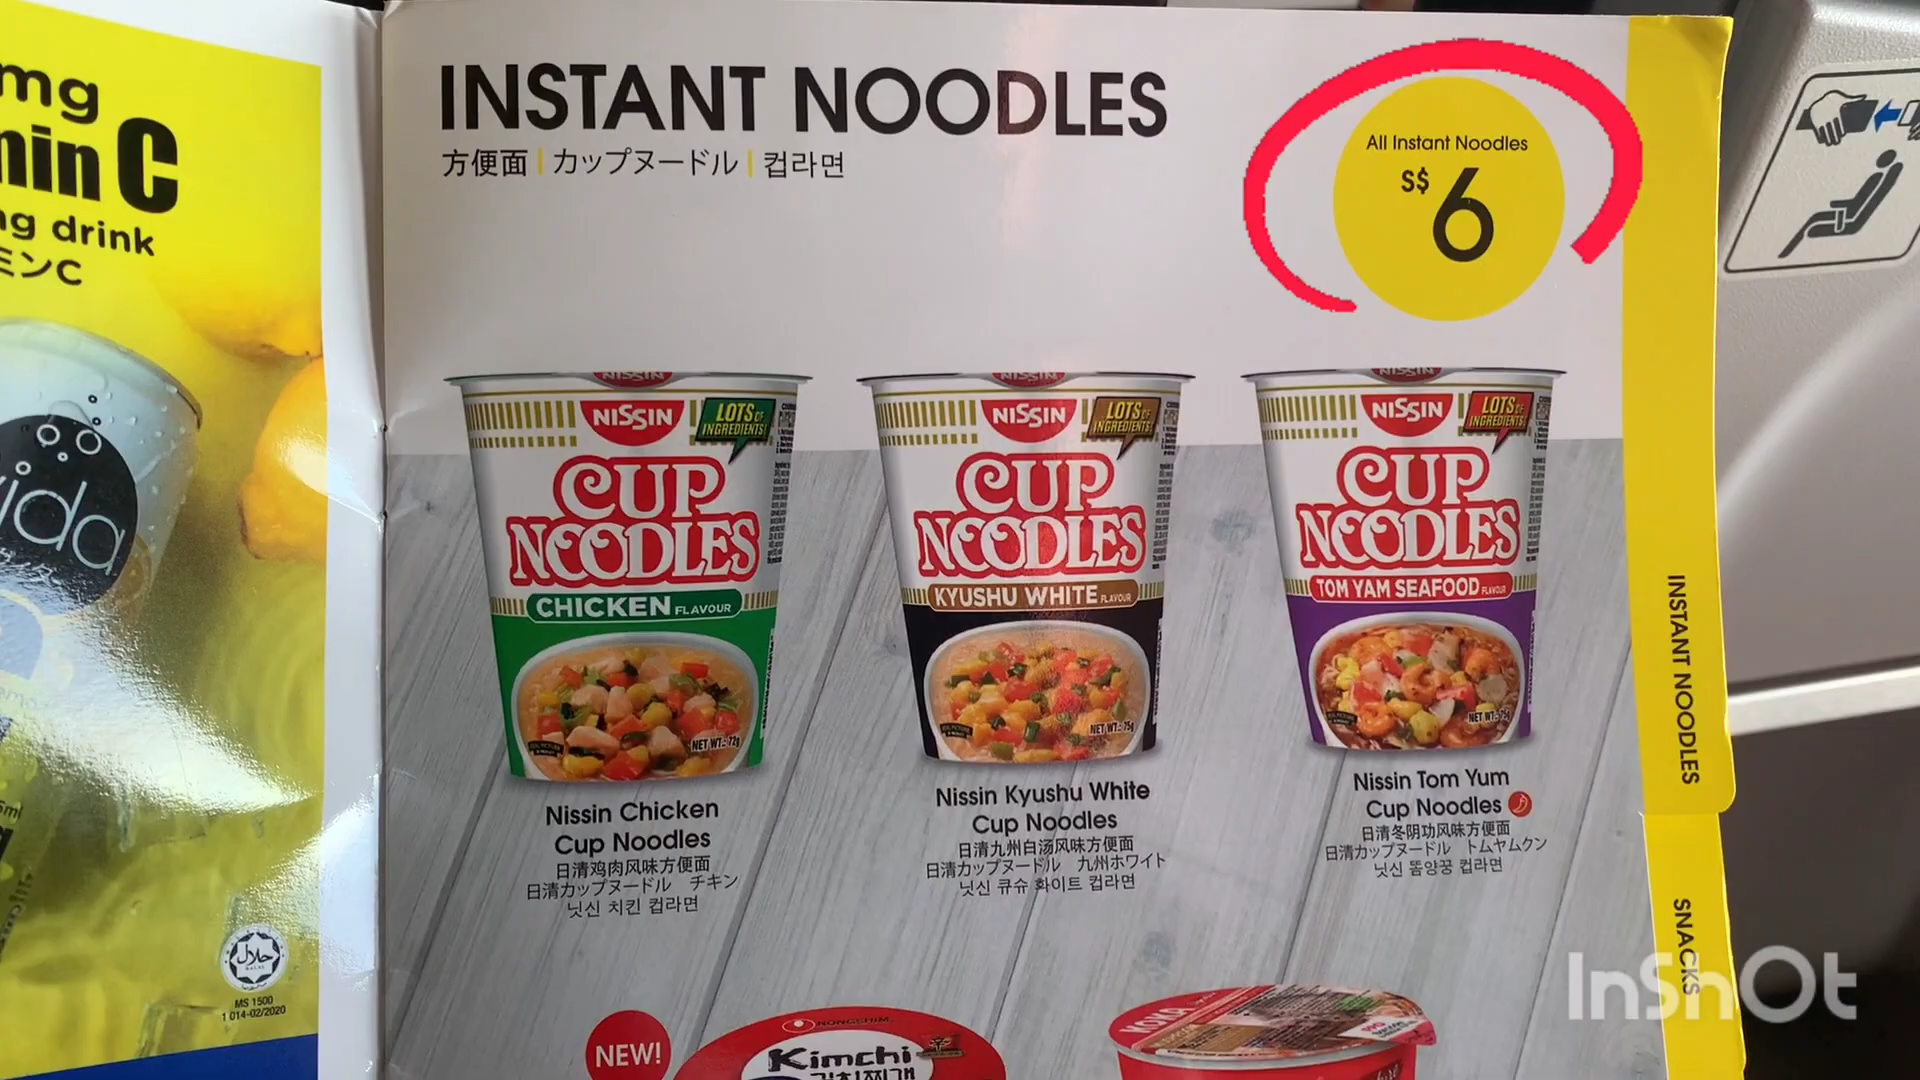 mg
min C
ng drink
ミンC
ida
MS 1500
1 014-02/2020
INSTANT NOODLES
方便面 | カップヌードル | 컵라면
All Instant Noodles
S$ 6
NISSIN
LOTS OF INGREDIENTS!
CUP
NOODLES
CHICKEN FLAVOUR
NET WT.: 72g
Nissin Chicken
Cup Noodles
日清鸡肉风味方便面
日清カップヌードル チキン
닛신 치킨 컵라면
NISSIN
LOTS OF INGREDIENTS!
CUP
NOODLES
KYUSHU WHITE FLAVOUR
NET WT.: 75g
Nissin Kyushu White
Cup Noodles
日清九州白汤风味方便面
日清カップヌードル 九州ホワイト
닛신 큐슈 화이트 컵라면
NISSIN
LOTS OF INGREDIENTS!
CUP
NOODLES
TOM YAM SEAFOOD FLAVOUR
NET WT.: 75g
Nissin Tom Yum
Cup Noodles
日清冬阴功风味方便面
日清カップヌードル トムヤムクン
닛신 똠양꿍 컵라면
NEW!
NONGSHIM
Kimchi
KOKA
INSTANT NOODLES
SNACKS
InShOt